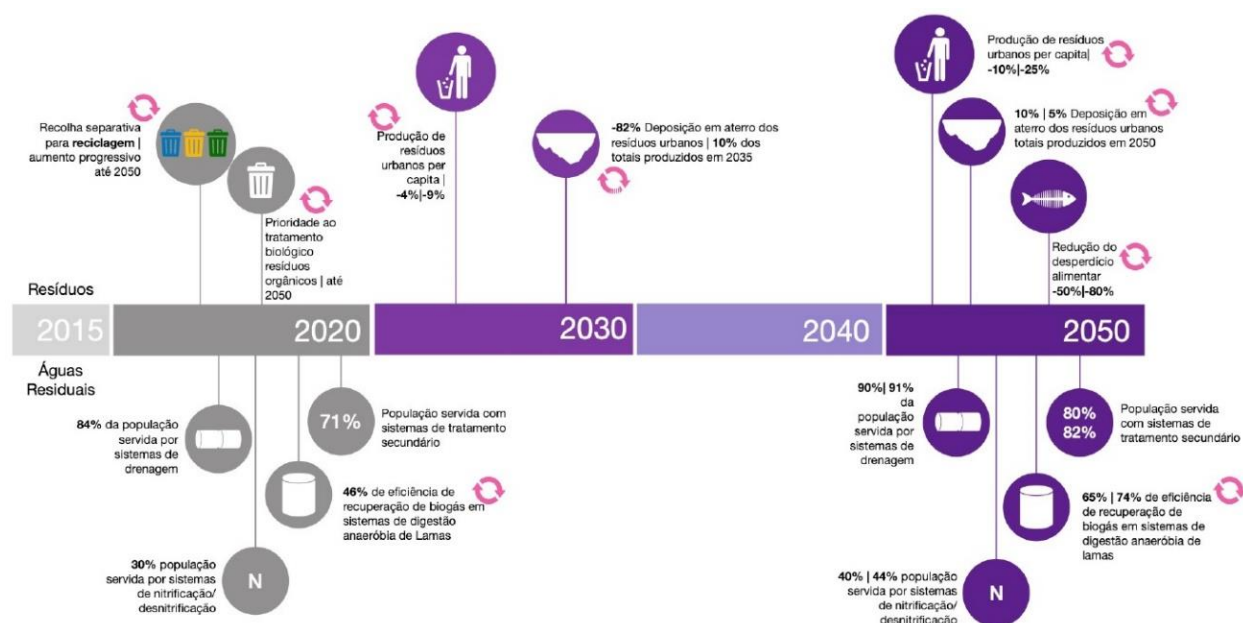 Recolha separativa
para reciclagem |
aumento progressivo
até 2050
Prioridade ao
tratamento
biológico
resíduos
orgânicos | até
2050
Produção de
resíduos
urbanos per
capita |
-4%|-9%
-82% Deposição em aterro dos
resíduos urbanos | 10% dos
totais produzidos em 2035
Produção de resíduos
urbanos per capita|
-10%|-25%
10% | 5% Deposição em
aterro dos resíduos urbanos
totais produzidos em 2050
Redução do
desperdício
alimentar
-50%|-80%
Resíduos
2015
2020
2030
2040
2050
Águas
Residuais
84% da população
servida por
sistemas de
drenagem
30% população
servida por sistemas
de nitrificação/
desnitrificação
N
46% de eficiência de
recuperação de biogás em
sistemas de digestão
anaeróbia de Lamas
71%
População servida com
sistemas de tratamento
secundário
90%| 91%
da
população
servida por
sistemas de
drenagem
40% | 44% população
servida por sistemas
de nitrificação/
desnitrificação
N
65% | 74% de eficiência
de recuperação de
biogás em sistemas de
digestão anaeróbia de
lamas
80%
82%
População servida
com sistemas de
tratamento secundário